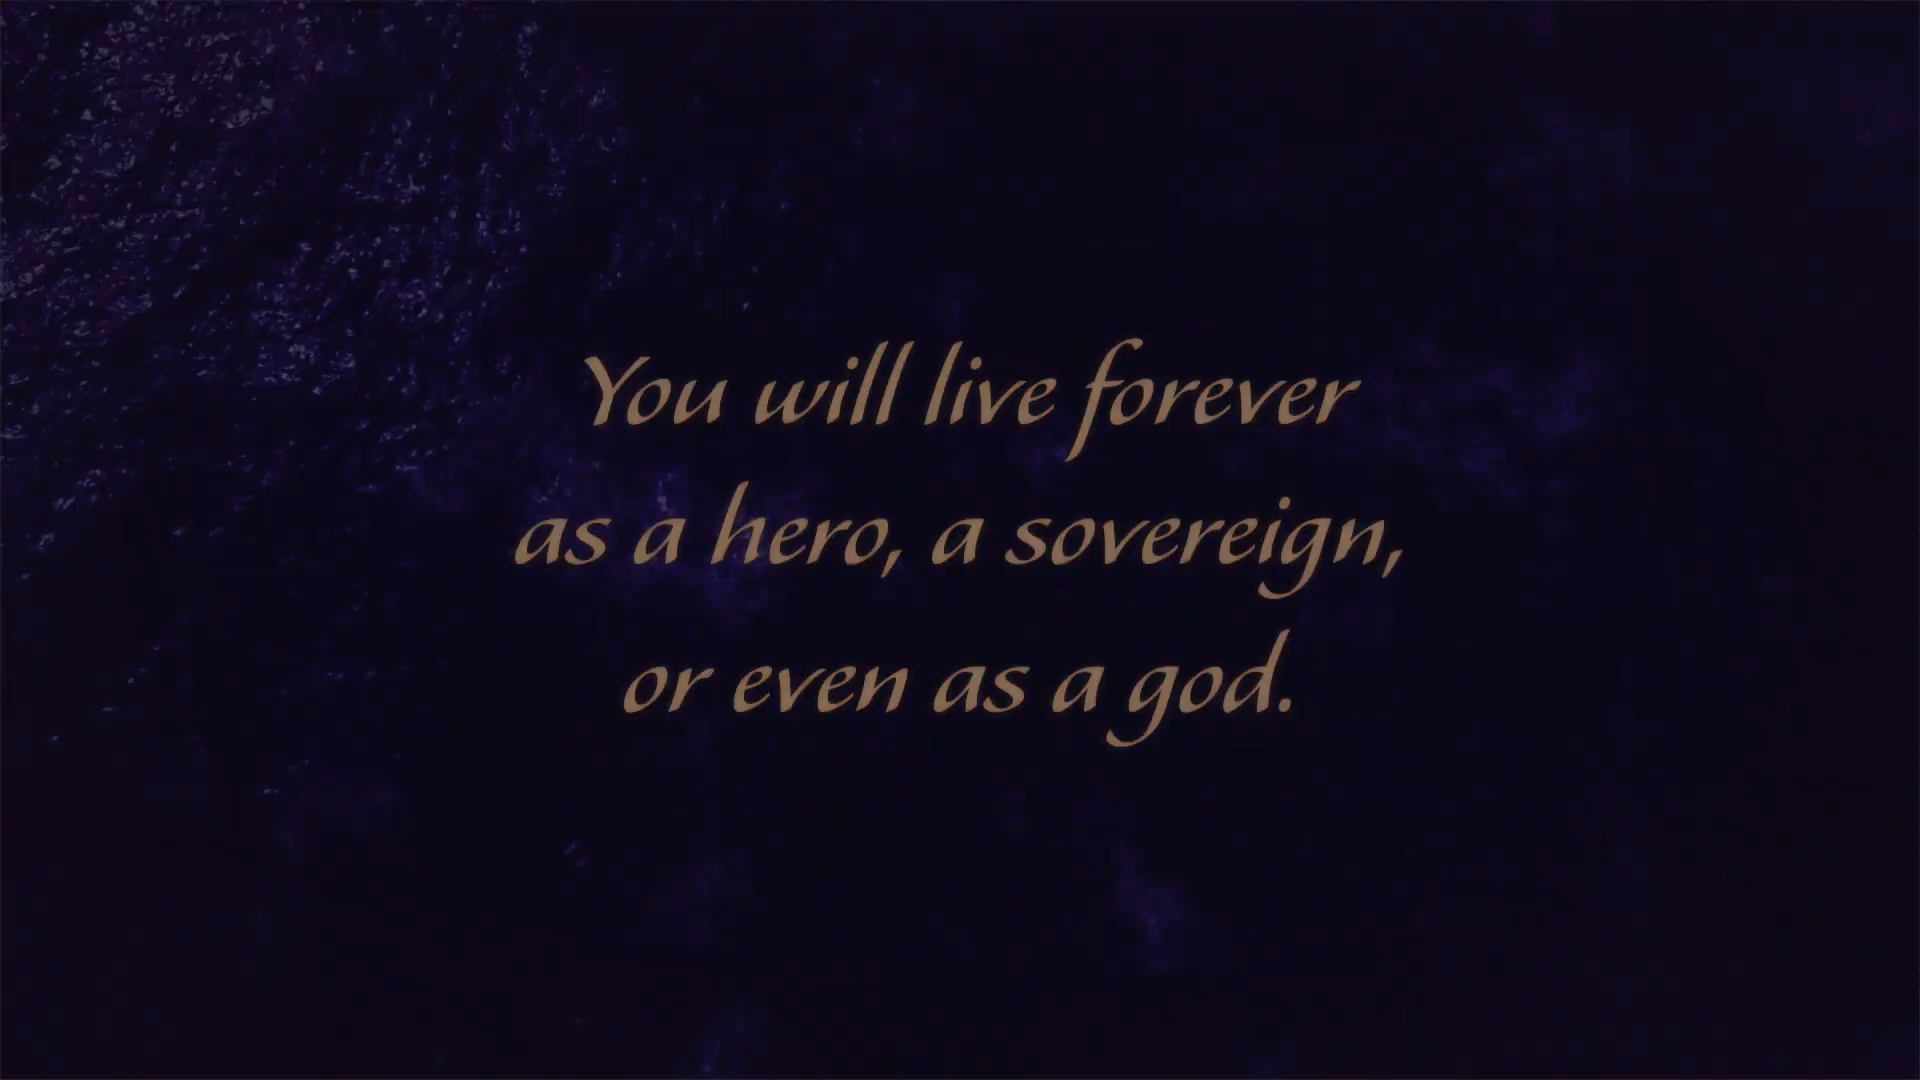 You will live forever
as a hero, a sovereign,
or even as a god.